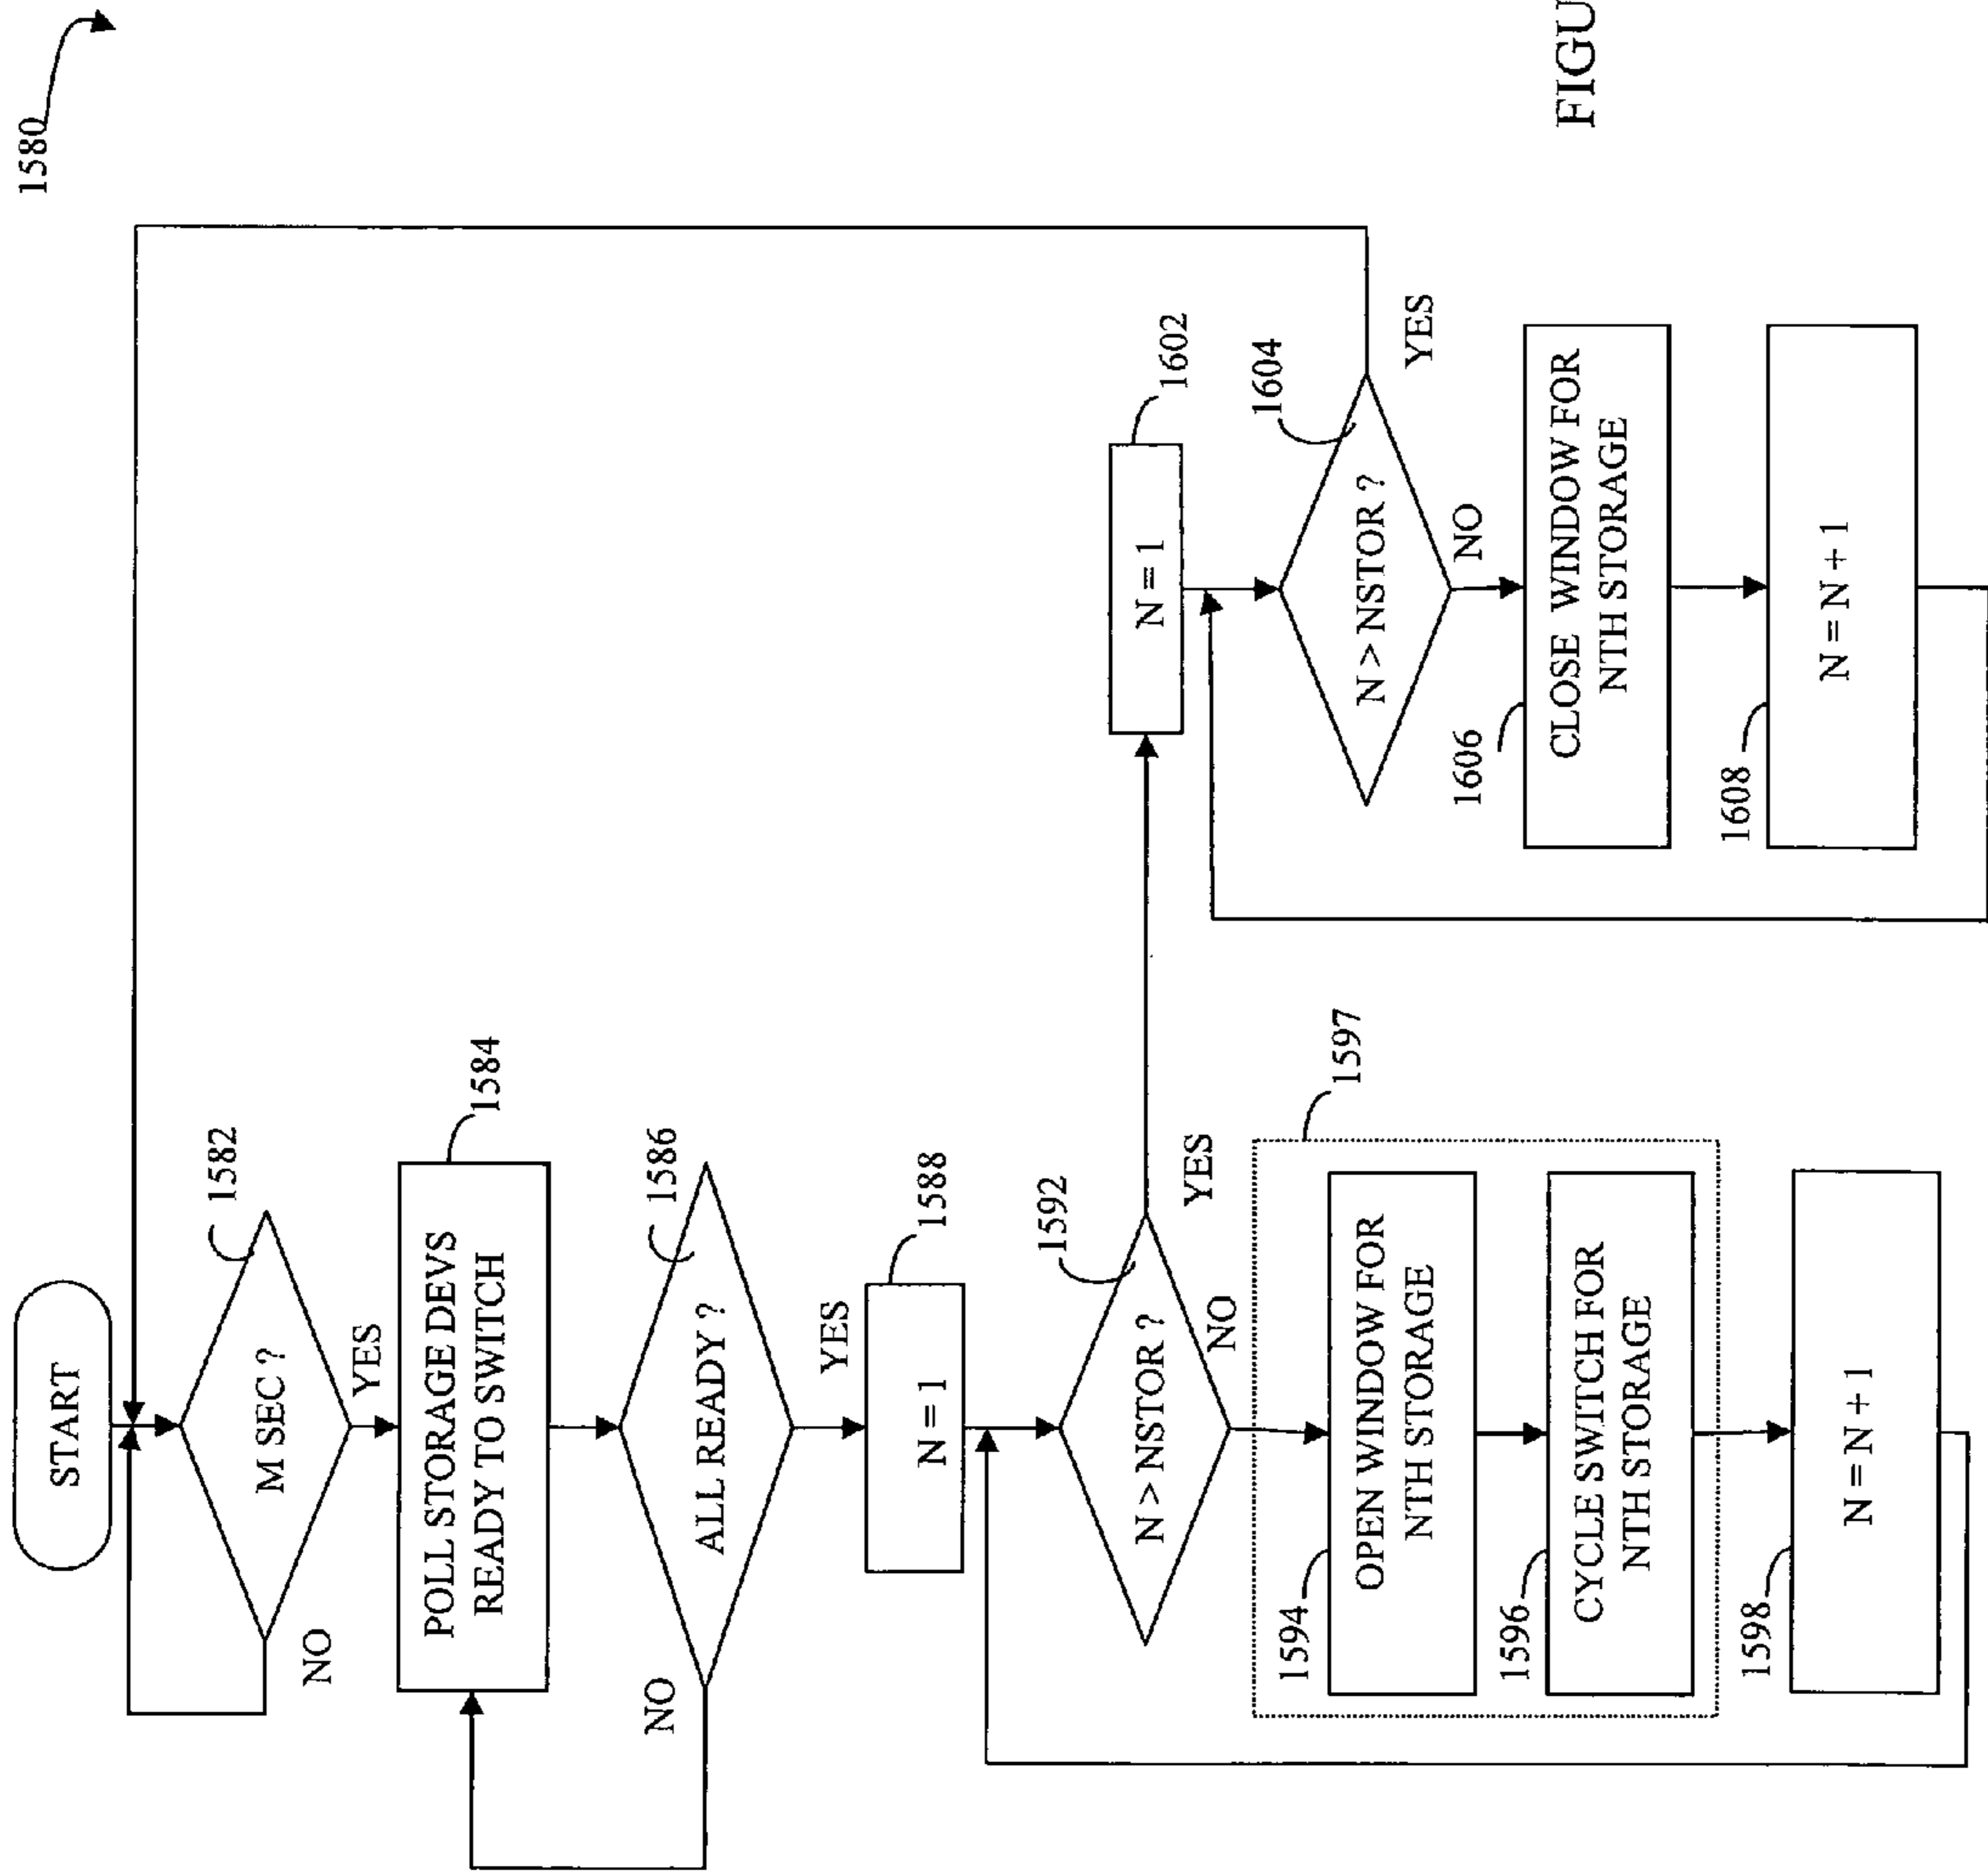 1580
START
1582
M SEC ?
NO
YES
1584
POLL STORAGE DEVS
READY TO SWITCH
1586
ALL READY ?
NO
YES
1588
N = 1
1592
N > NSTOR ?
YES
NO
1597
1594
OPEN WINDOW FOR
NTH STORAGE
1596
CYCLE SWITCH FOR
NTH STORAGE
1598
N = N + 1
1602
N = 1
1604
N > NSTOR ?
YES
NO
1606
CLOSE WINDOW FOR
NTH STORAGE
1608
N = N + 1
FIGU